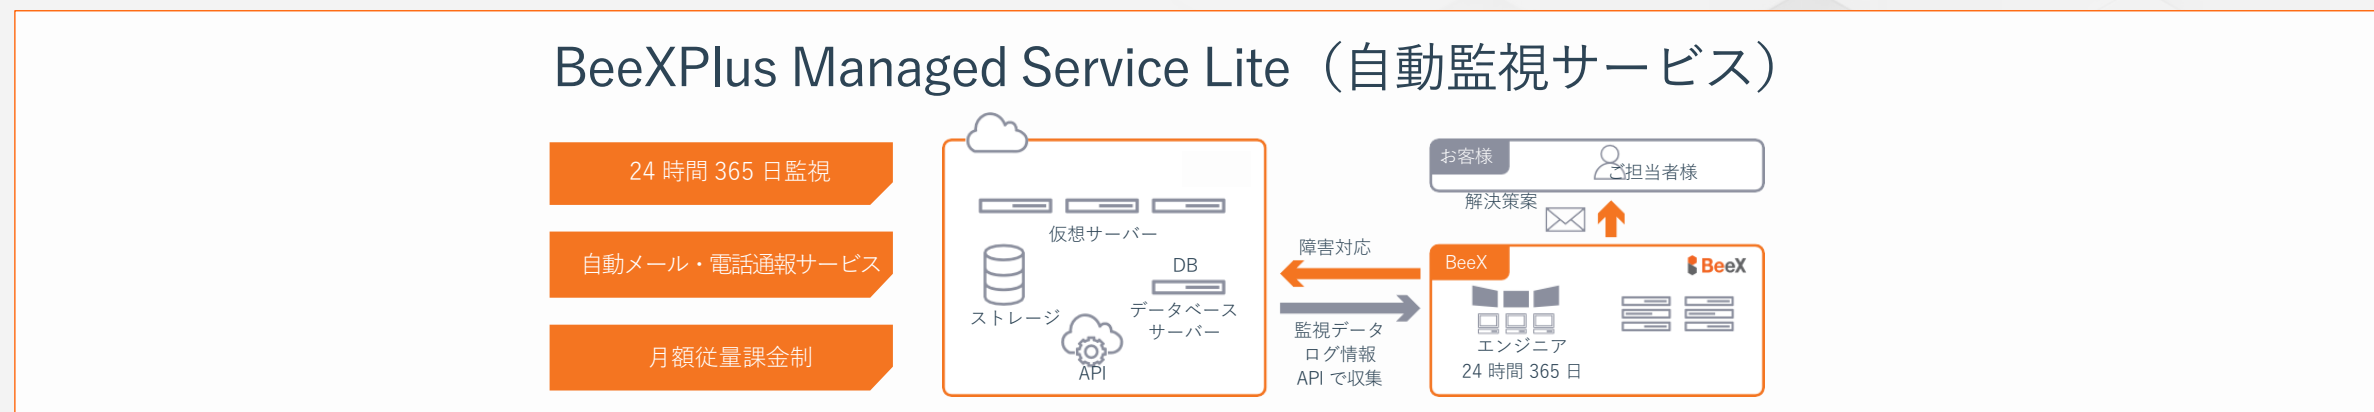 BeeXPlus Managed Service Lite（自動監視サービス）
24 時間 365 日監視
自動メール・電話通報サービス
月額従量課金制
仮想サーバー
ストレージ
DB
データベース
サーバー
API
障害対応
監視データ
ログ情報
API で収集
お客様
ご担当者様
解決策案
BeeX
BeeX
エンジニア
24 時間 365 日